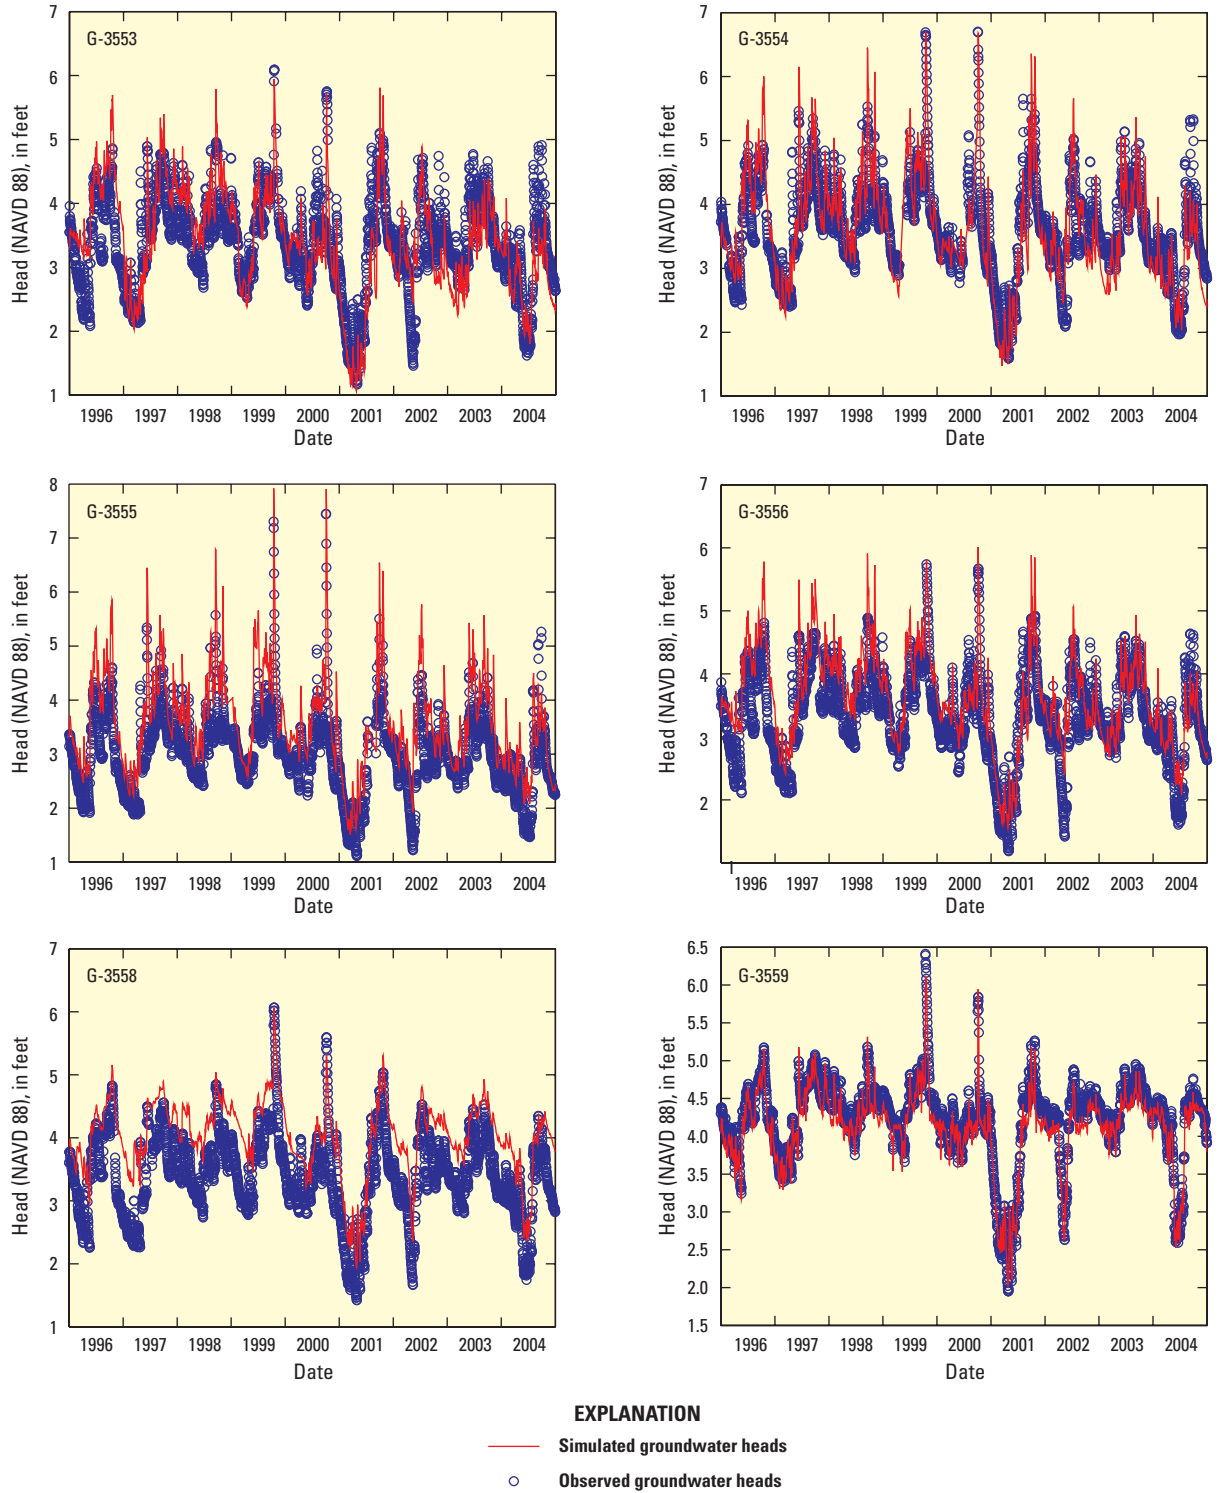 G-3553
7
6
5
4
3
2
1
Head (NAVD 88), in feet
1996 1997 1998 1999 2000 2001 2002 2003 2004
Date
G-3554
7
6
5
4
3
2
1
Head (NAVD 88), in feet
1996 1997 1998 1999 2000 2001 2002 2003 2004
Date
G-3555
8
7
6
5
4
3
2
1
Head (NAVD 88), in feet
1996 1997 1998 1999 2000 2001 2002 2003 2004
Date
G-3556
7
6
5
4
3
2
Head (NAVD 88), in feet
1996 1997 1998 1999 2000 2001 2002 2003 2004
Date
G-3558
7
6
5
4
3
2
1
Head (NAVD 88), in feet
1996 1997 1998 1999 2000 2001 2002 2003 2004
Date
G-3559
6.5
6.0
5.5
5.0
4.5
4.0
3.5
3.0
2.5
2.0
1.5
Head (NAVD 88), in feet
1996 1997 1998 1999 2000 2001 2002 2003 2004
Date
EXPLANATION
Simulated groundwater heads
Observed groundwater heads